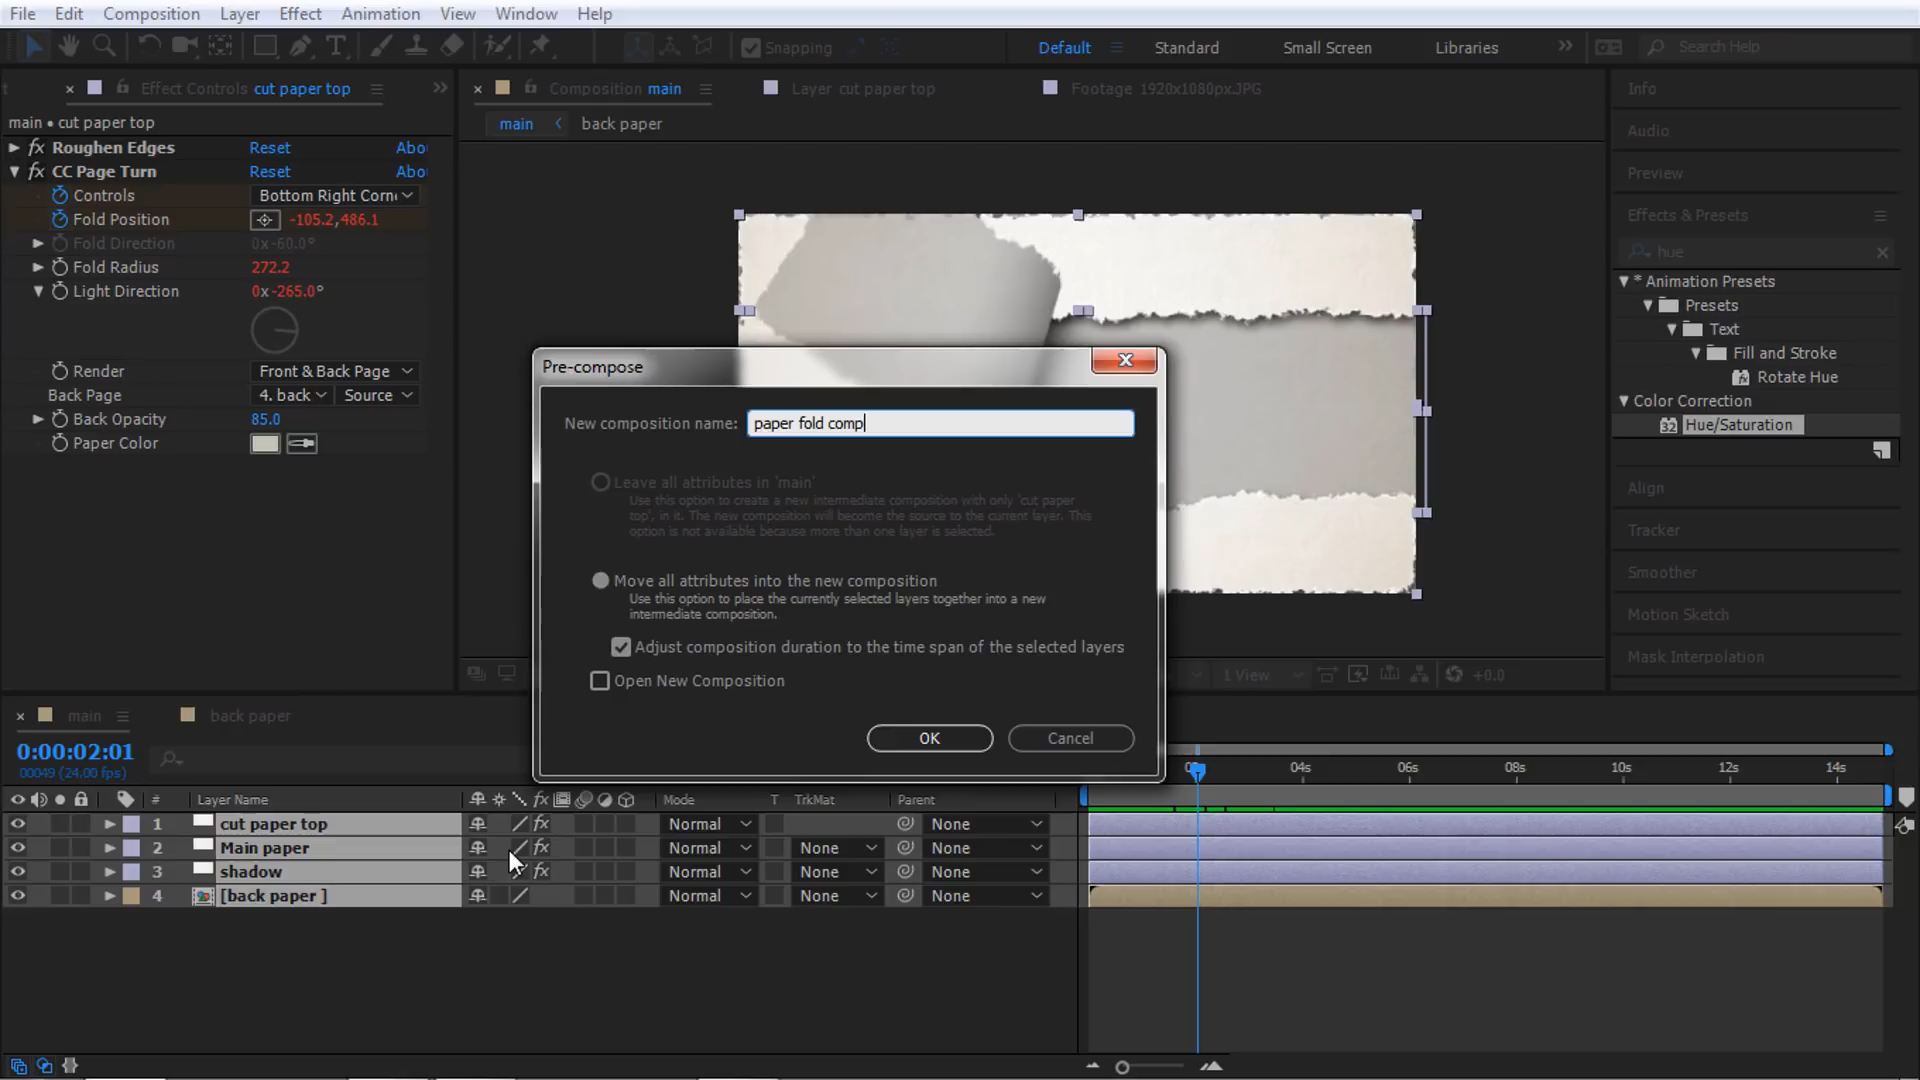 File Edit Composition Layer Effect Animation View Window Help
Snapping Default Standard Small Screen Libraries Search Help
Effect Controls cut paper top
Composition main Layer cut paper top Footage 1920x1080px.JPG
main • cut paper top
main back paper
fx Roughen Edges Reset Abo
fx CC Page Turn Reset Abo
Controls Bottom Right Corn
Fold Position -105.2,486.1
Fold Direction 0x-60.0°
Fold Radius 272.2
Light Direction 0x-265.0°
Render Front & Back Page
Back Page 4. back Source
Back Opacity 85.0
Paper Color
Info
Audio
Preview
Effects & Presets
hue
* Animation Presets
Presets
Text
Fill and Stroke
Rotate Hue
Color Correction
32 Hue/Saturation
Align
Tracker
Smoother
Motion Sketch
Mask Interpolation
Pre-compose
New composition name: paper fold comp
Leave all attributes in 'main'
Use this option to create a new intermediate composition with only 'cut paper
top', in it. The new composition will become the source to the current layer. This
option is not available because more than one layer is selected.
Move all attributes into the new composition
Use this option to place the currently selected layers together into a new
intermediate composition.
Adjust composition duration to the time span of the selected layers
Open New Composition
OK Cancel
1 View +0.0
main back paper
0:00:02:01
00049 (24.00 fps)
04s 06s 08s 10s 12s 14s
# Layer Name fx Mode T TrkMat Parent
1 cut paper top fx Normal None
2 Main paper fx Normal None None
3 shadow fx Normal None None
4 [back paper ] Normal None None